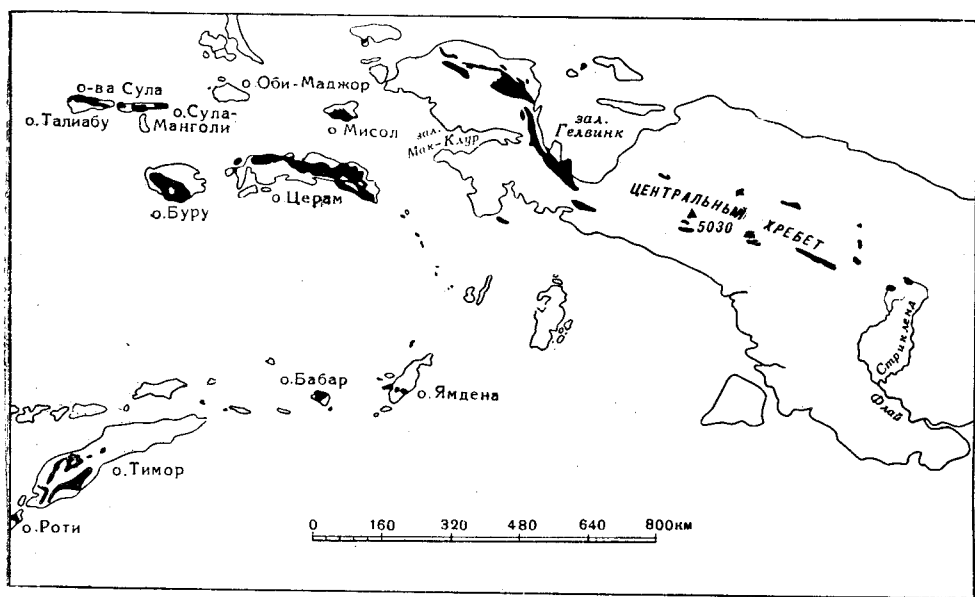 о. Оби-Маджор
о-ва Сула
о. Талиабу
о. Сула-
Манголи
о. Мисол
зал.
Мак-Клур
зал.
Гелвинк
о. Буру
о. Церам
ЦЕНТРАЛЬНЫЙ
ХРЕБЕТ
5030
Стрикленд
Флай
о. Бабар
о. Ямдена
о. Тимор
о. Роти
0 160 320 480 640 800км